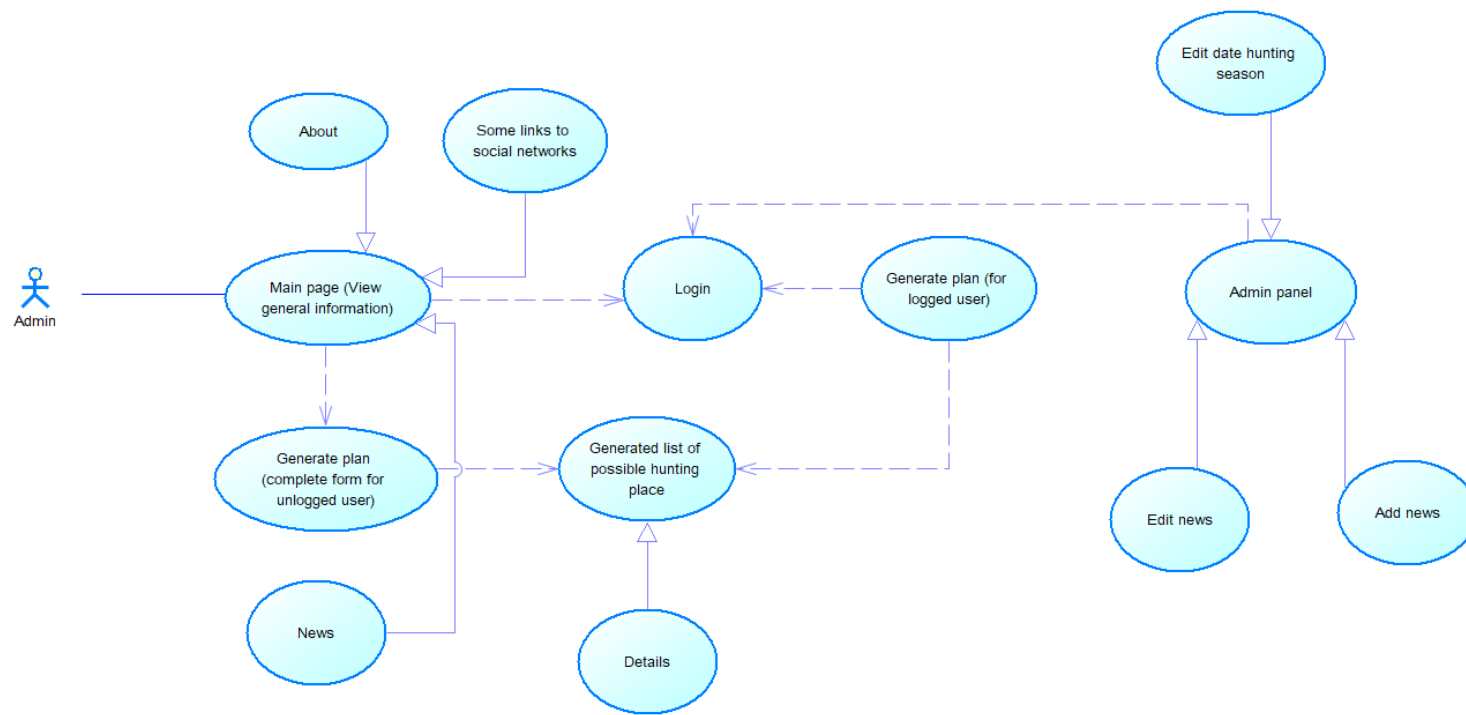 Edit date hunting
season
About
Some links to
social networks
Admin
Main page (View
general information)
Login
Generate plan (for
logged user)
Admin panel
Generate plan
(complete form for
unlogged user)
Generated list of
possible hunting
place
Edit news
Add news
News
Details